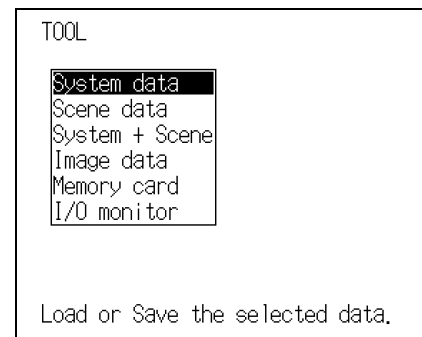 TOOL
System data
Scene data
System + Scene
Image data
Memory card
I/O monitor
Load or Save the selected data.